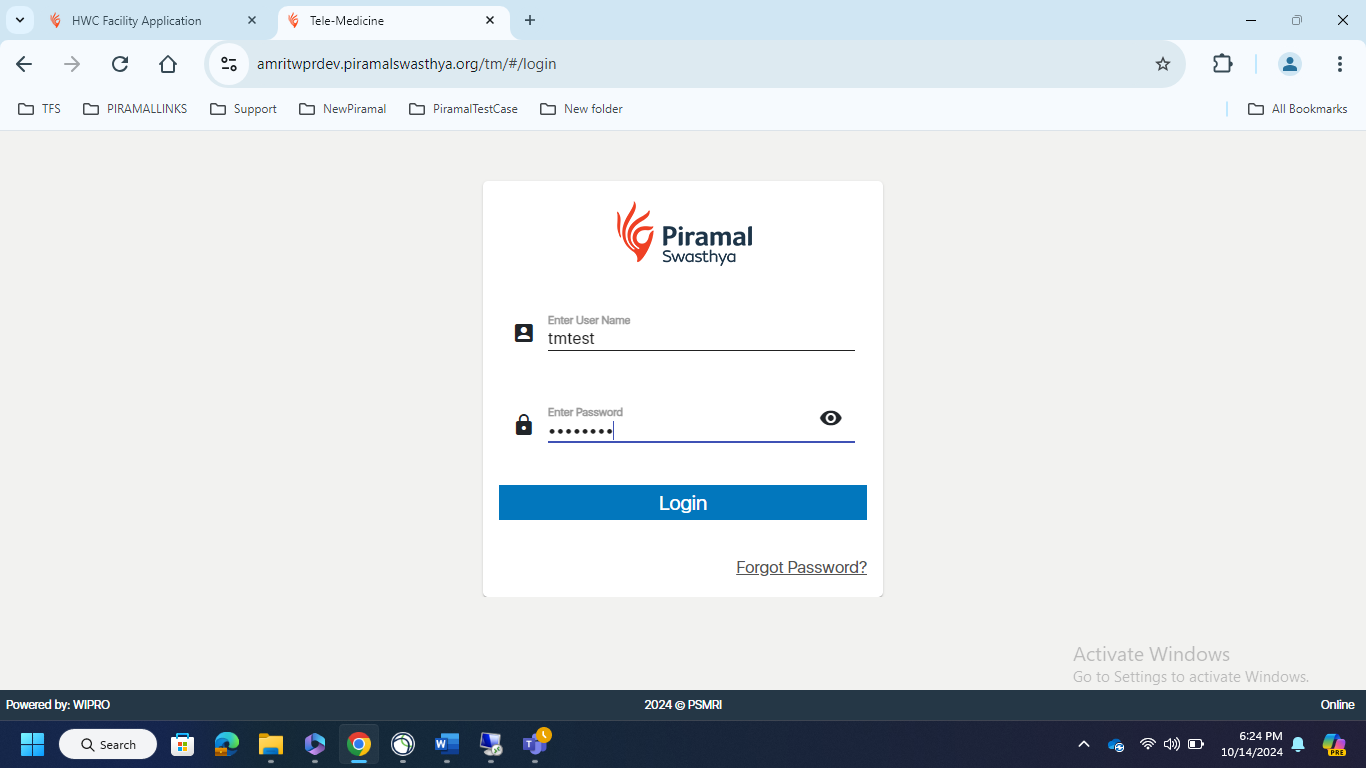 HWC Facility Application
Tele-Medicine
amritwprdev.piramalswasthya.org/tm/#/login
TFS
PIRAMALLINKS
Support
NewPiramal
PiramalTestCase
New folder
All Bookmarks
Piramal
Swasthya
Enter User Name
tmtest
Enter Password
••••••••
Login
Forgot Password?
Activate Windows
Go to Settings to activate Windows.
Powered by: WIPRO
2024 © PSMRI
Online
Search
6:24 PM
10/14/2024
PRE